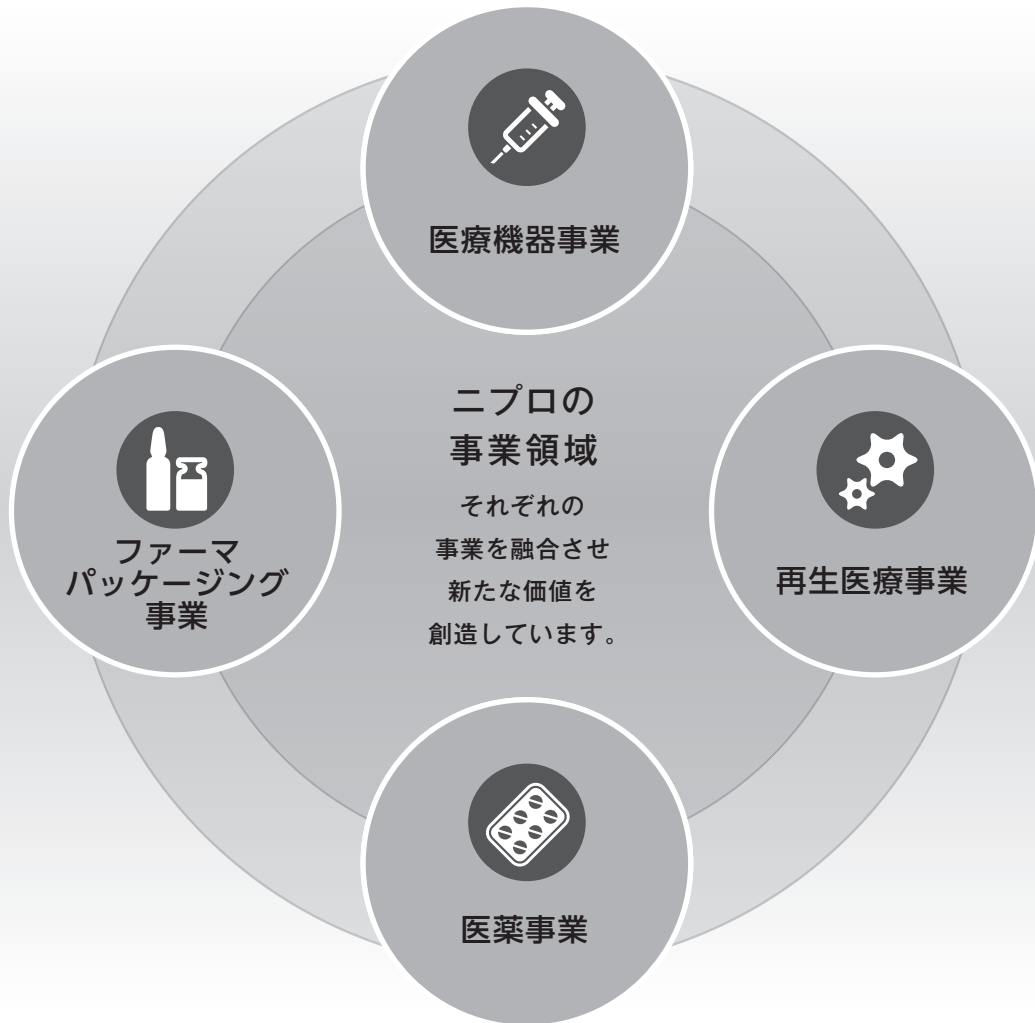 医療機器事業
ニプロの
事業領域
それぞれの
事業を融合させ
新たな価値を
創造しています。
ファーマ
パッケージング
事業
再生医療事業
医薬事業